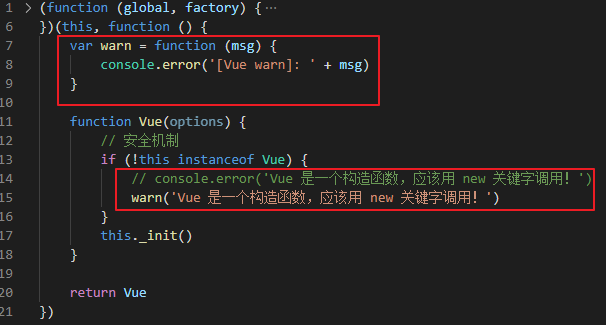 1 (function (global, factory) {…
6 })(this, function () {
7 var warn = function (msg) {
8 console.error('[Vue warn]: ' + msg)
9 }
10
11 function Vue(options) {
12 // 安全机制
13 if (!this instanceof Vue) {
14 // console.error('Vue 是一个构造函数，应该用 new 关键字调用！')
15 warn('Vue 是一个构造函数，应该用 new 关键字调用！')
16 }
17 this._init()
18 }
19
20 return Vue
21 })